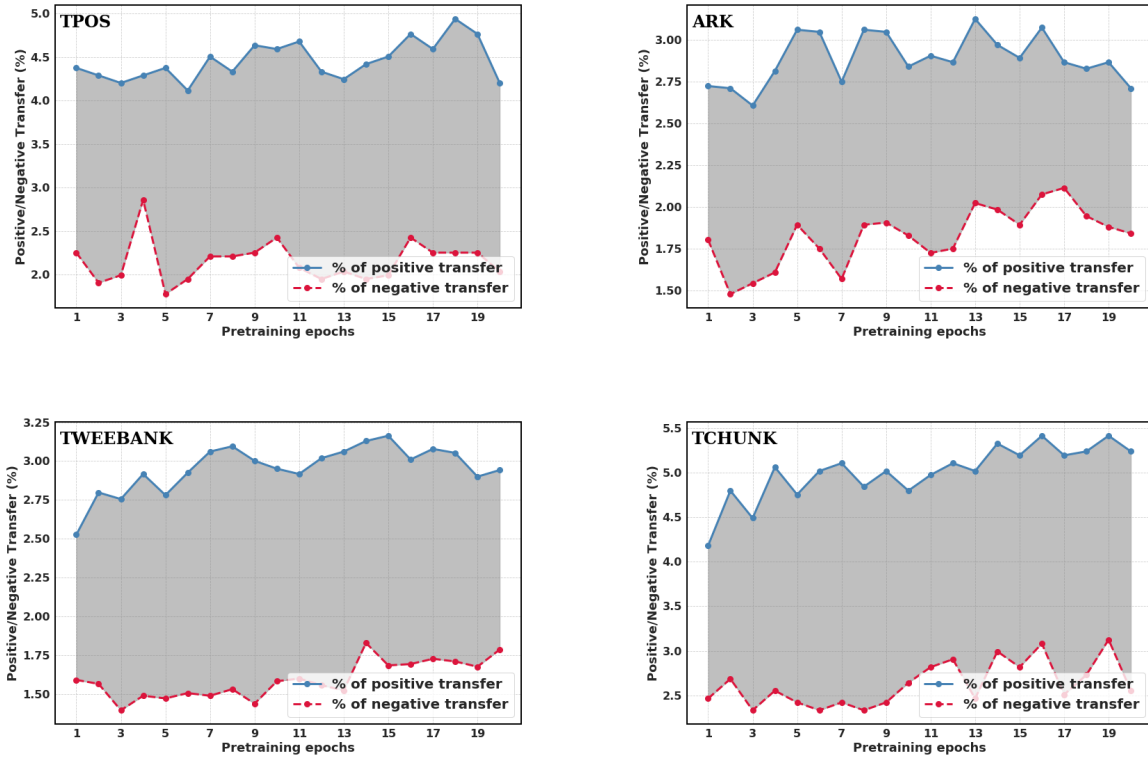 TPOS
Positive/Negative Transfer (%)
5.0
4.5
4.0
3.5
3.0
2.5
2.0
% of positive transfer
% of negative transfer
1 3 5 7 9 11 13 15 17 19
Pretraining epochs
ARK
Positive/Negative Transfer (%)
3.00
2.75
2.50
2.25
2.00
1.75
1.50
% of positive transfer
% of negative transfer
1 3 5 7 9 11 13 15 17 19
Pretraining epochs
TWEEBANK
Positive/Negative Transfer (%)
3.25
3.00
2.75
2.50
2.25
2.00
1.75
1.50
% of positive transfer
% of negative transfer
1 3 5 7 9 11 13 15 17 19
Pretraining epochs
TCHUNK
Positive/Negative Transfer (%)
5.5
5.0
4.5
4.0
3.5
3.0
2.5
% of positive transfer
% of negative transfer
1 3 5 7 9 11 13 15 17 19
Pretraining epochs